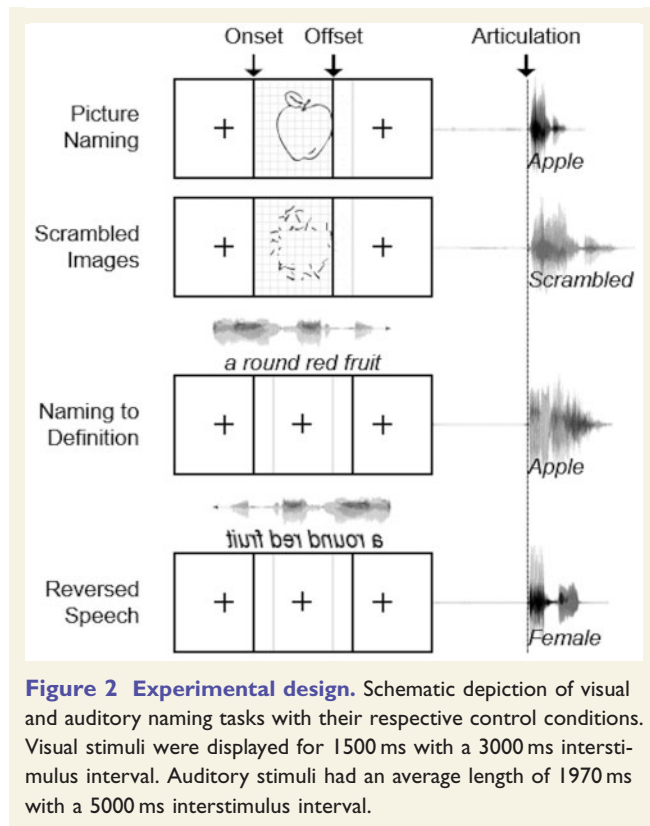 Onset Offset Articulation
Picture
Naming
Apple
Scrambled
Images
Scrambled
a round red fruit
Naming to
Definition
Apple
a round red fruit
Reversed
Speech
Female
Figure 2 Experimental design. Schematic depiction of visual
and auditory naming tasks with their respective control conditions.
Visual stimuli were displayed for 1500 ms with a 3000 ms intersti-
mulus interval. Auditory stimuli had an average length of 1970 ms
with a 5000 ms interstimulus interval.